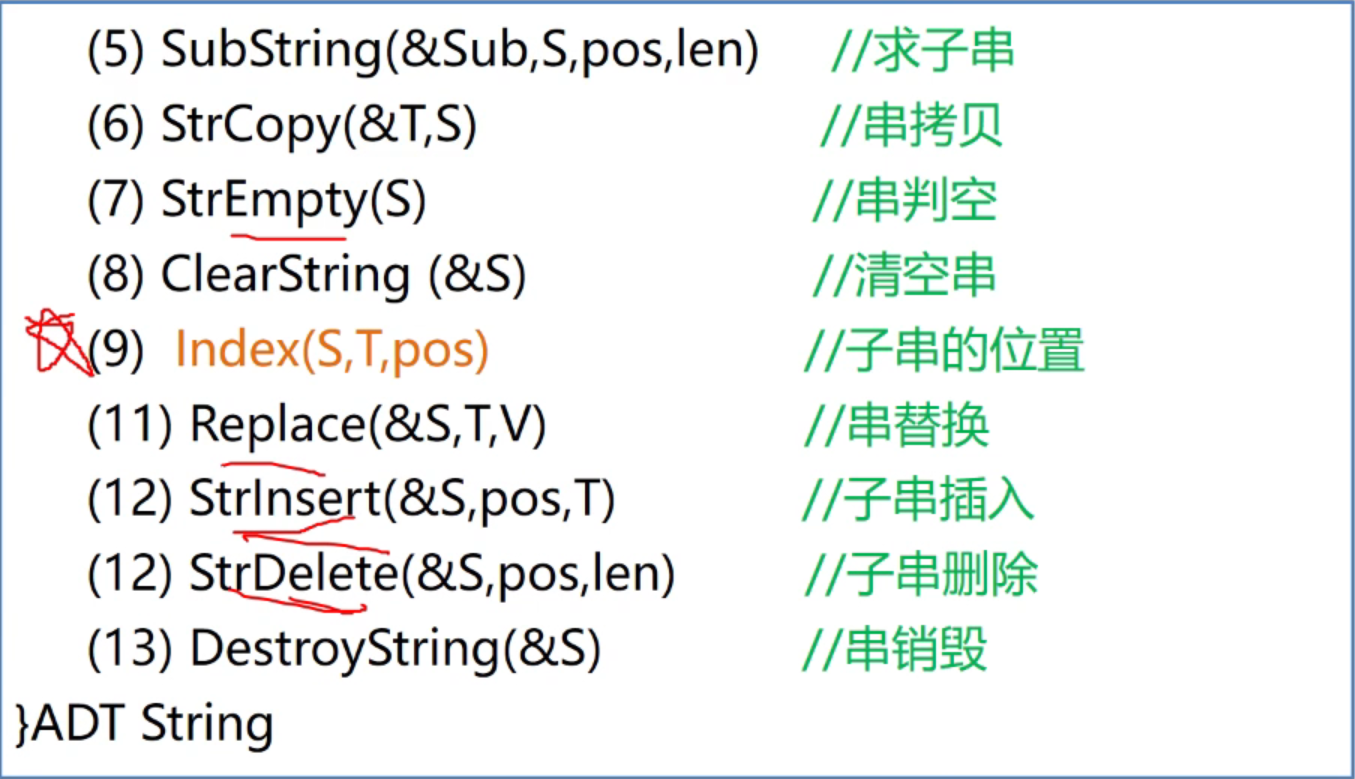 (5) SubString(&Sub,S,pos,len) //求子串
(6) StrCopy(&T,S) //串拷贝
(7) StrEmpty(S) //串判空
(8) ClearString (&S) //清空串
(9) Index(S,T,pos) //子串的位置
(11) Replace(&S,T,V) //串替换
(12) StrInsert(&S,pos,T) //子串插入
(12) StrDelete(&S,pos,len) //子串删除
(13) DestroyString(&S) //串销毁
}ADT String